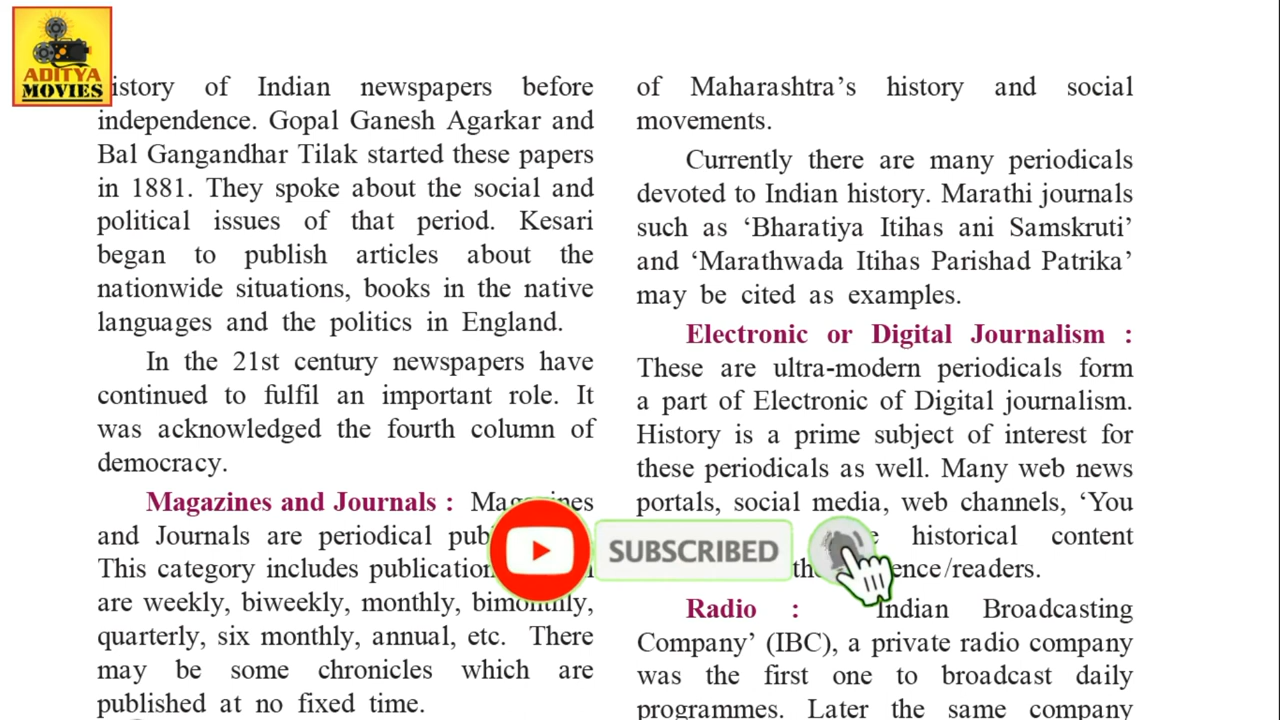 ADITYA
MOVIES
istory of Indian newspapers before
independence. Gopal Ganesh Agarkar and
Bal Gangandhar Tilak started these papers
in 1881. They spoke about the social and
political issues of that period. Kesari
began to publish articles about the
nationwide situations, books in the native
languages and the politics in England.
In the 21st century newspapers have
continued to fulfil an important role. It
was acknowledged the fourth column of
democracy.
Magazines and Journals : Magazines
and Journals are periodical
This category includes
are weekly, biweekly, monthly, bimonthly,
quarterly, six monthly, annual, etc. There
may be some chronicles which are
published at no fixed time.
of Maharashtra's history and social
movements.
Currently there are many periodicals
devoted to Indian history. Marathi journals
such as ‘Bharatiya Itihas ani Samskruti’
and ‘Marathwada Itihas Parishad Patrika’
may be cited as examples.
Electronic or Digital Journalism :
These are ultra-modern periodicals form
a part of Electronic of Digital journalism.
History is a prime subject of interest for
these periodicals as well. Many web news
portals, social media, web channels, ‘You
historical content
/readers.
SUBSCRIBED
Radio : Indian Broadcasting
Company’ (IBC), a private radio company
was the first one to broadcast daily
programmes. Later the same company